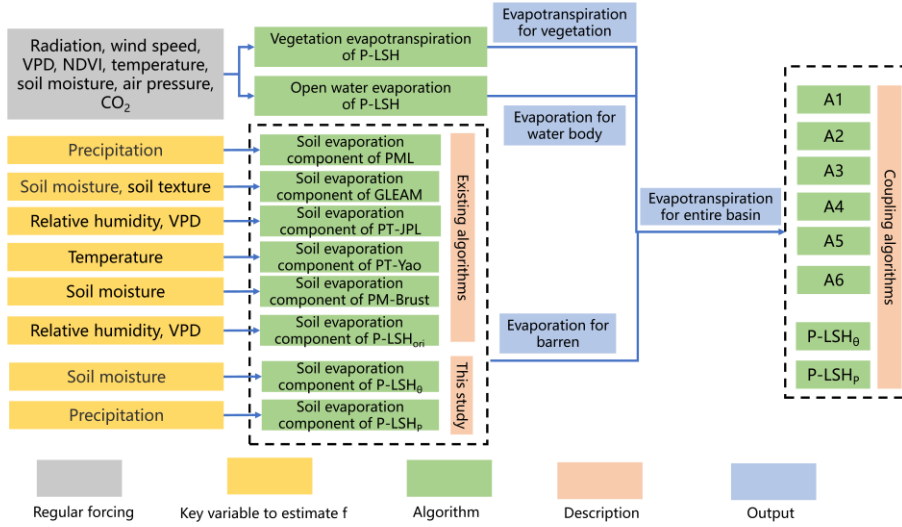 Radiation, wind speed,
VPD, NDVI, temperature,
soil moisture, air pressure,
CO₂
Vegetation evapotranspiration
of P-LSH
Open water evaporation
of P-LSH
Evapotranspiration
for vegetation
Evaporation for
water body
Precipitation
Soil evaporation
component of PML
Soil moisture, soil texture
Soil evaporation
component of GLEAM
Relative humidity, VPD
Soil evaporation
component of PT-JPL
Temperature
Soil evaporation
component of PT-Yao
Soil moisture
Soil evaporation
component of PM-Brust
Relative humidity, VPD
Soil evaporation
component of P-LSHori
Existing algorithms
Soil moisture
Soil evaporation
component of P-LSHθ
Precipitation
Soil evaporation
component of P-LSHP
This study
Evaporation for
barren
Evapotranspiration
for entire basin
A1
A2
A3
A4
A5
A6
P-LSHθ
P-LSHP
Coupling algorithms
Regular forcing
Key variable to estimate f
Algorithm
Description
Output